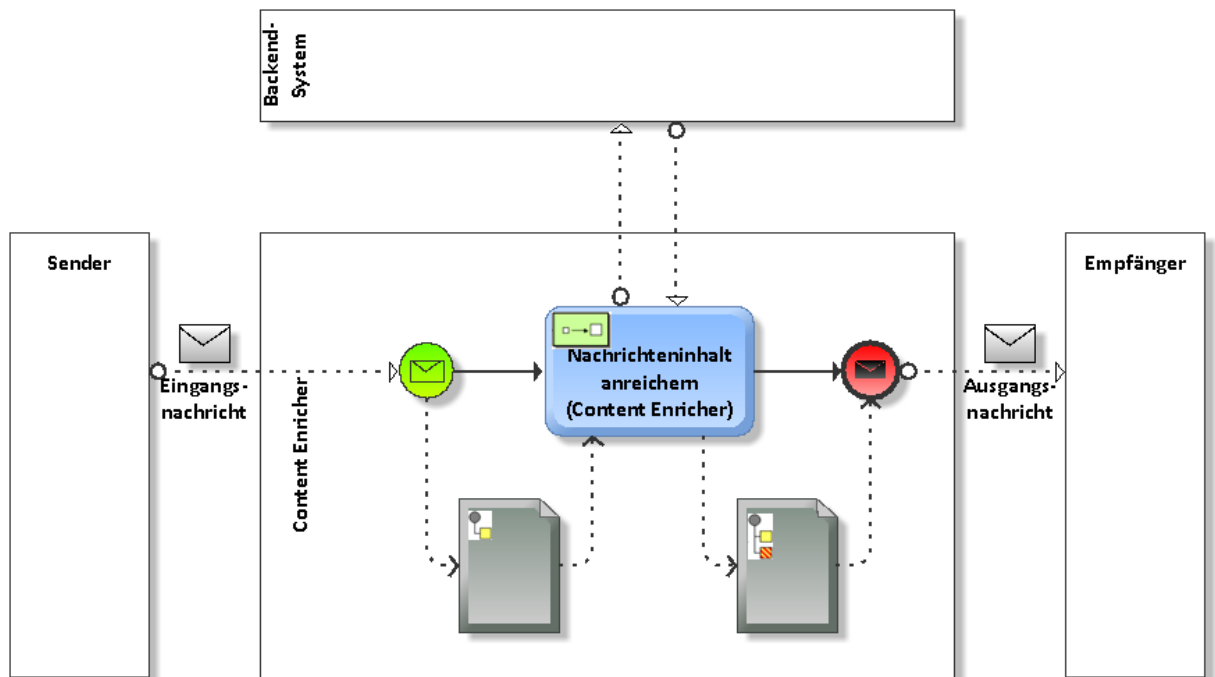 Backend-
System
Sender
Eingangs-
nachricht
Content Enricher
Nachrichteninhalt
anreichern
(Content Enricher)
Ausgangs-
nachricht
Empfänger